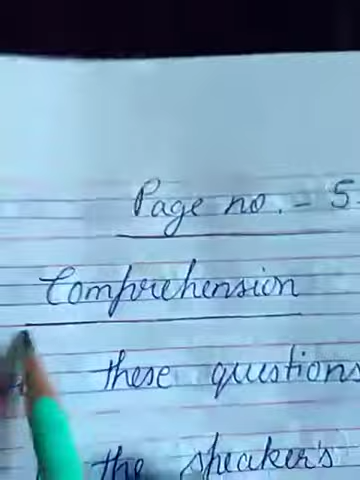 Page no. - 5
Comprehension
these questions
the speaker's